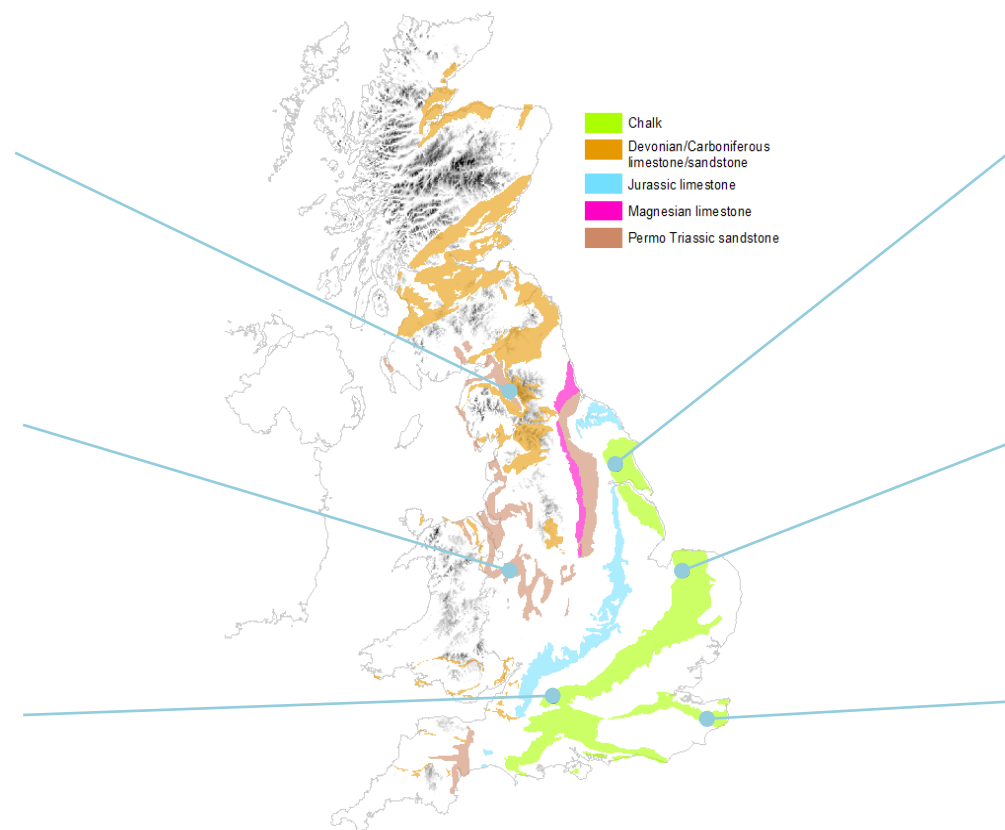 Chalk
Devonian/Carboniferous
limestone/sandstone
Jurassic limestone
Magnesian limestone
Permo Triassic sandstone